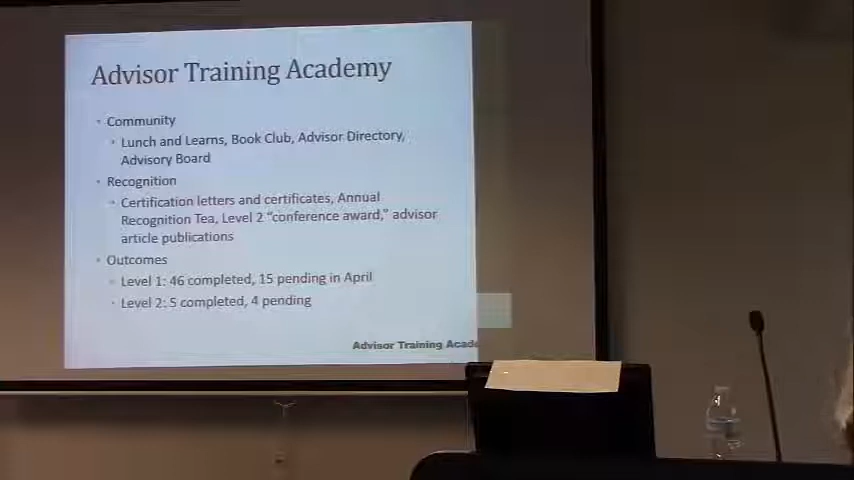 Advisor Training Academy
• Community
• Lunch and Learns, Book Club, Advisor Directory,
Advisory Board
• Recognition
• Certification letters and certificates, Annual
Recognition Tea, Level 2 “conference award,” advisor
article publications
• Outcomes
• Level 1: 46 completed, 15 pending in April
• Level 2: 5 completed, 4 pending
Advisor Training Acade